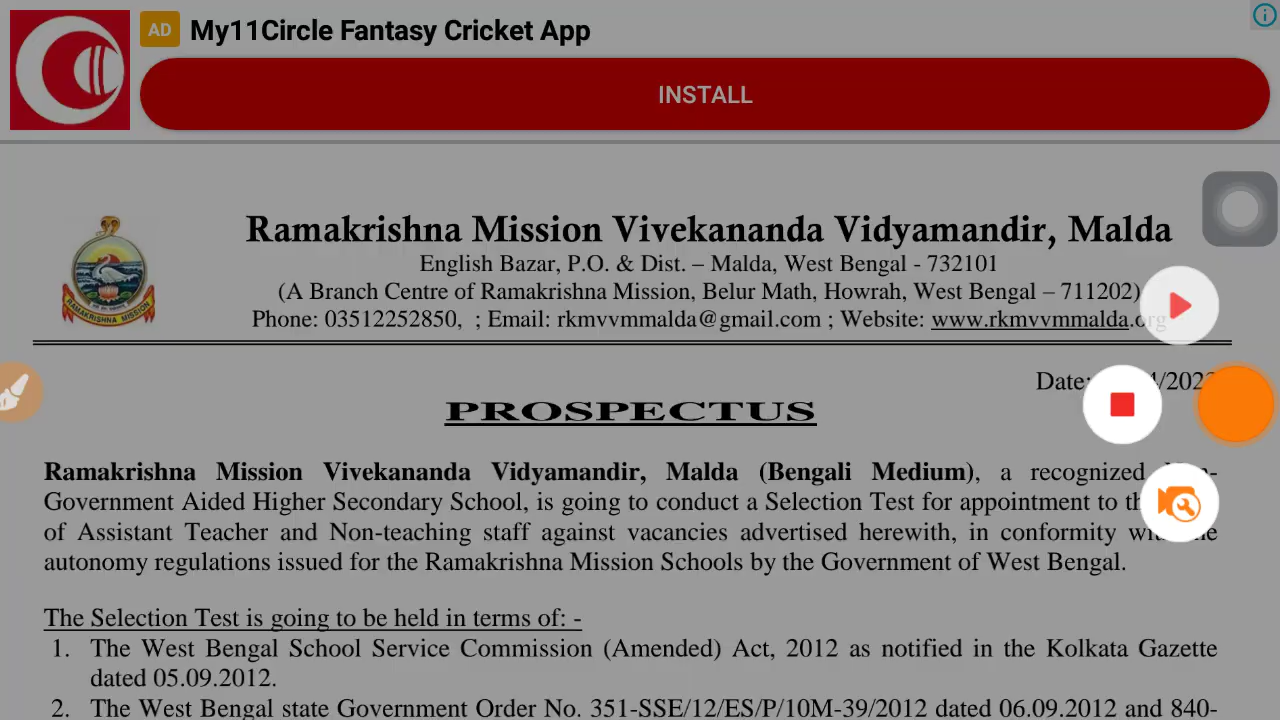 AD My11Circle Fantasy Cricket App
INSTALL
Ramakrishna Mission Vivekananda Vidyamandir, Malda
English Bazar, P.O. & Dist. – Malda, West Bengal - 732101
(A Branch Centre of Ramakrishna Mission, Belur Math, Howrah, West Bengal – 711202)
Phone: 03512252850, ; Email: rkmvvmmalda@gmail.com ; Website: www.rkmvvmmalda.org
RAMAKRISHNA MISSION
Date:
PROSPECTUS
Ramakrishna Mission Vivekananda Vidyamandir, Malda (Bengali Medium), a recognized
Government Aided Higher Secondary School, is going to conduct a Selection Test for appointment to
of Assistant Teacher and Non-teaching staff against vacancies advertised herewith, in conformity
autonomy regulations issued for the Ramakrishna Mission Schools by the Government of West Bengal.
The Selection Test is going to be held in terms of: -
1. The West Bengal School Service Commission (Amended) Act, 2012 as notified in the Kolkata Gazette
dated 05.09.2012.
2. The West Bengal state Government Order No. 351-SSE/12/ES/P/10M-39/2012 dated 06.09.2012 and 840-